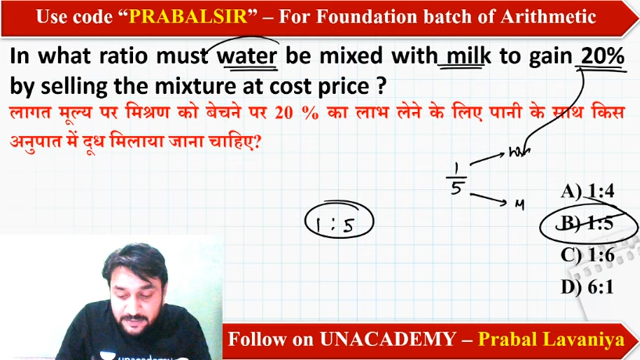 Use code “PRABALSIR” – For Foundation batch of Arithmetic
In what ratio must water be mixed with milk to gain 20%
by selling the mixture at cost price ?
लागत मूल्य पर मिश्रण को बेचने पर 20 % का लाभ लेने के लिए पानी के साथ किस
अनुपात में दूध मिलाया जाना चाहिए?
1/5
M
1 : 5
A) 1:4
B) 1:5
C) 1:6
D) 6:1
unacademy
Follow on UNACADEMY – Prabal Lavaniya